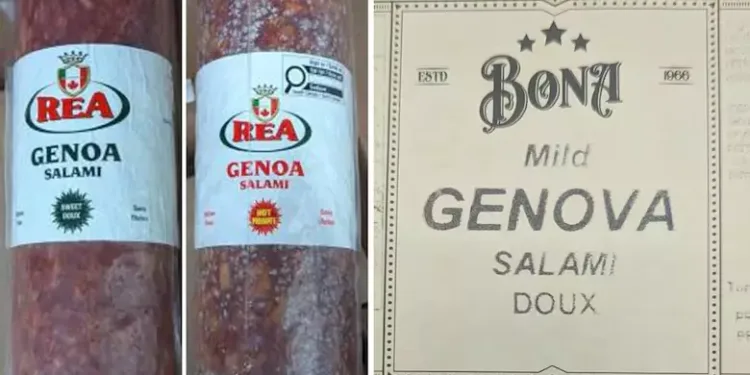 REA
GENOA
SALAMI
SWEET
DOUX
REA
GENOA
SALAMI
HOT
PIQUANT
ESTD
1966
BONA
Mild
GENOVA
SALAMI
DOUX